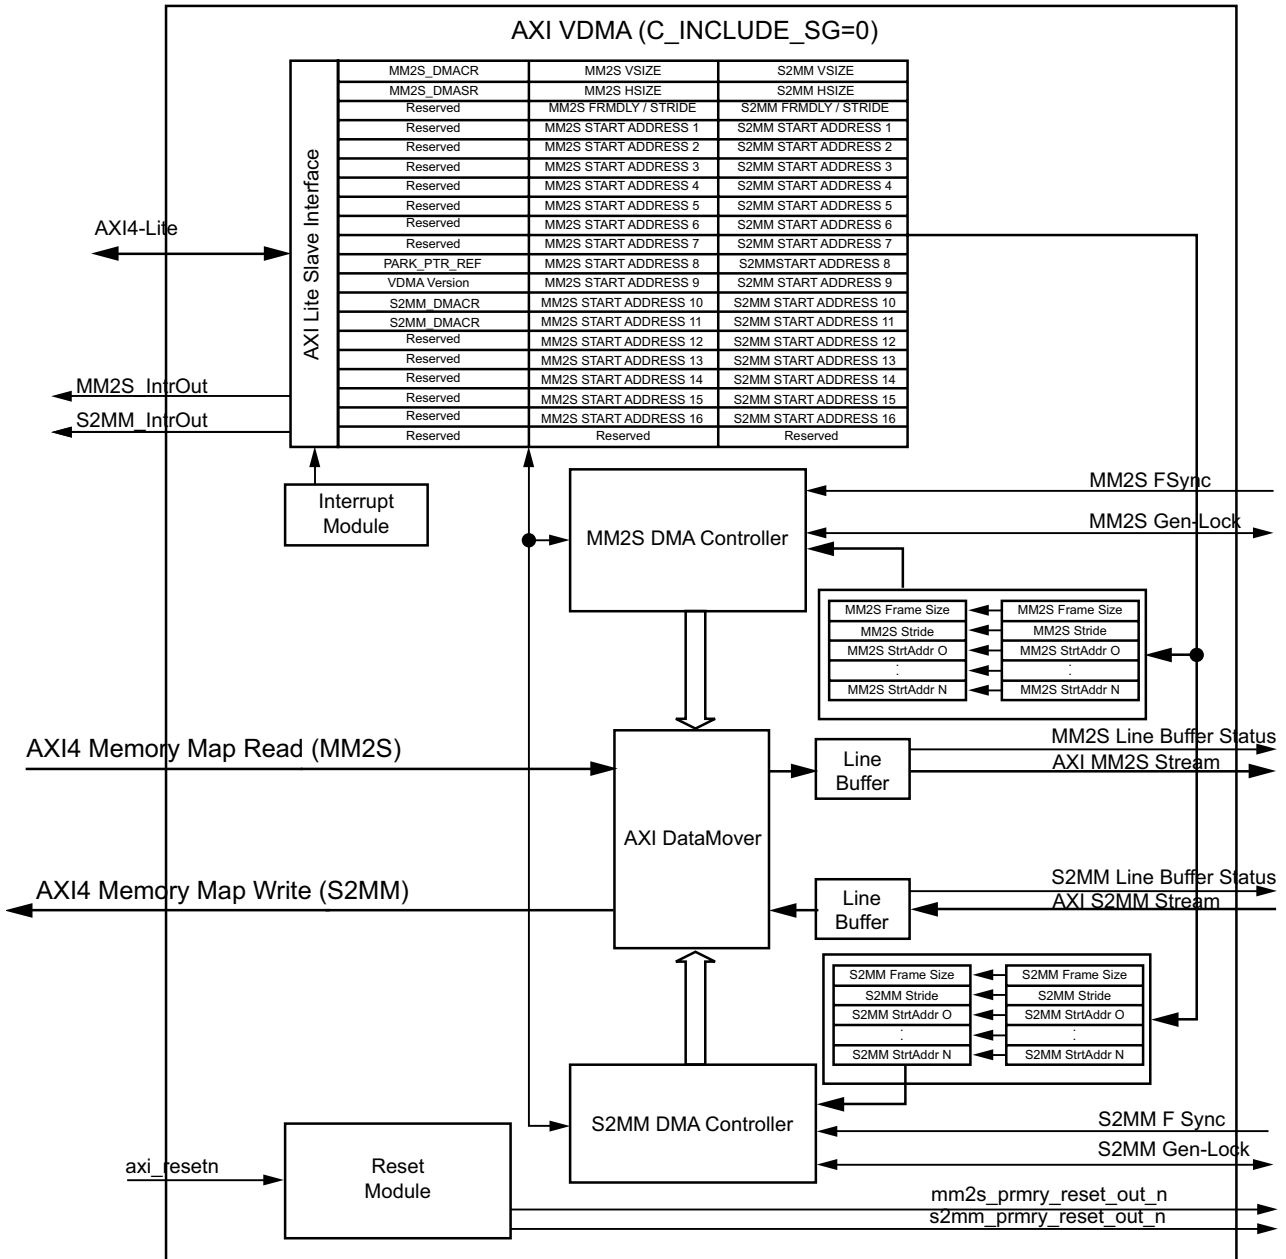 AXI VDMA (C_INCLUDE_SG=0)
AXI Lite Slave Interface
MM2S_DMACR MM2S VSIZE S2MM VSIZE
MM2S_DMASR MM2S HSIZE S2MM HSIZE
Reserved MM2S FRMDLY / STRIDE S2MM FRMDLY / STRIDE
Reserved MM2S START ADDRESS 1 S2MM START ADDRESS 1
Reserved MM2S START ADDRESS 2 S2MM START ADDRESS 2
Reserved MM2S START ADDRESS 3 S2MM START ADDRESS 3
Reserved MM2S START ADDRESS 4 S2MM START ADDRESS 4
Reserved MM2S START ADDRESS 5 S2MM START ADDRESS 5
Reserved MM2S START ADDRESS 6 S2MM START ADDRESS 6
Reserved MM2S START ADDRESS 7 S2MM START ADDRESS 7
PARK_PTR_REF MM2S START ADDRESS 8 S2MMSTART ADDRESS 8
VDMA Version MM2S START ADDRESS 9 S2MM START ADDRESS 9
S2MM_DMACR MM2S START ADDRESS 10 S2MM START ADDRESS 10
S2MM_DMACR MM2S START ADDRESS 11 S2MM START ADDRESS 11
Reserved MM2S START ADDRESS 12 S2MM START ADDRESS 12
Reserved MM2S START ADDRESS 13 S2MM START ADDRESS 13
Reserved MM2S START ADDRESS 14 S2MM START ADDRESS 14
Reserved MM2S START ADDRESS 15 S2MM START ADDRESS 15
Reserved MM2S START ADDRESS 16 S2MM START ADDRESS 16
Reserved Reserved Reserved
AXI4-Lite
MM2S_IntrOut
S2MM_IntrOut
Interrupt
Module
MM2S DMA Controller
MM2S FSync
MM2S Gen-Lock
MM2S Frame Size MM2S Frame Size
MM2S Stride MM2S Stride
MM2S StrtAddr O MM2S StrtAddr O
: :
MM2S StrtAddr N MM2S StrtAddr N
AXI4 Memory Map Read (MM2S)
AXI DataMover
Line
Buffer
MM2S Line Buffer Status
AXI MM2S Stream
AXI4 Memory Map Write (S2MM)
Line
Buffer
S2MM Line Buffer Status
AXI S2MM Stream
S2MM Frame Size S2MM Frame Size
S2MM Stride S2MM Stride
S2MM StrtAddr O S2MM StrtAddr O
: :
S2MM StrtAddr N S2MM StrtAddr N
S2MM DMA Controller
S2MM F Sync
S2MM Gen-Lock
axi_resetn
Reset
Module
mm2s_prmry_reset_out_n
s2mm_prmry_reset_out_n